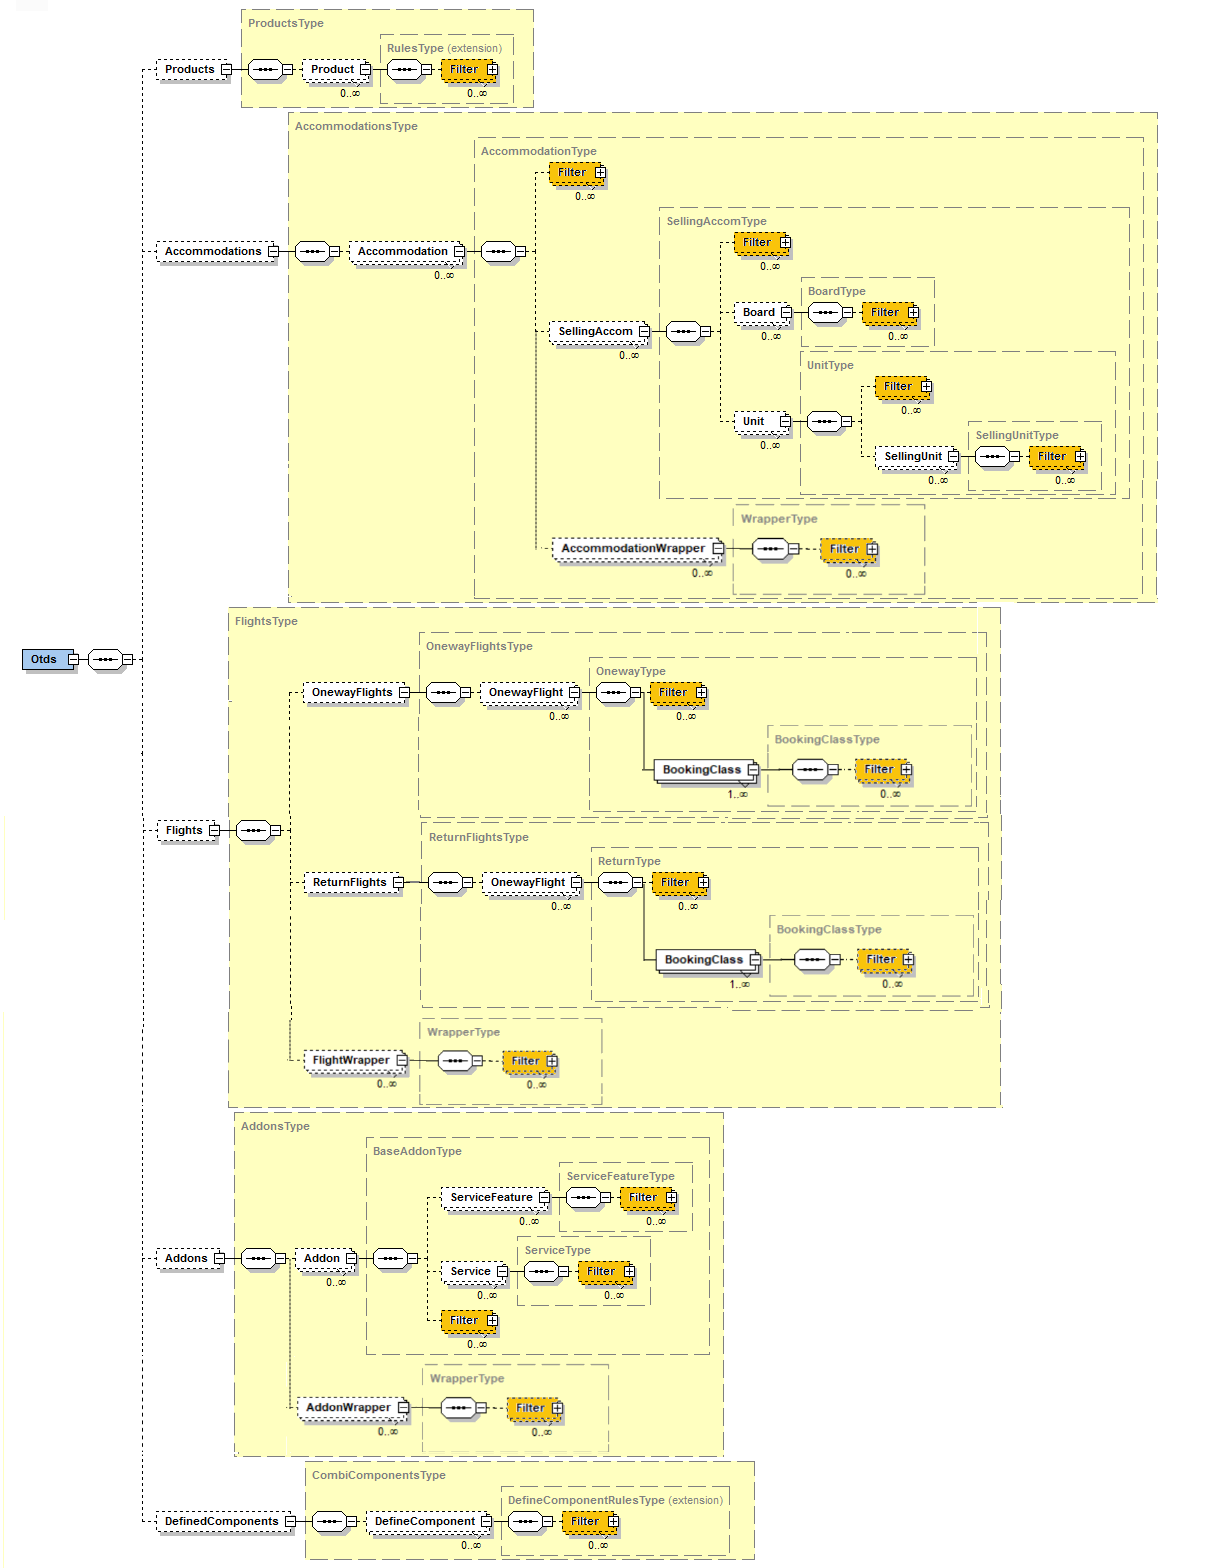 ProductsType
RulesType (extension)
Products
Product
Filter
0..∞
0..∞
AccommodationsType
AccommodationType
Filter
0..∞
SellingAccomType
Filter
Accommodations
Accommodation
0..∞
0..∞
BoardType
Board
Filter
SellingAccom
0..∞
0..∞
0..∞
UnitType
Filter
0..∞
Unit
SellingUnitType
0..∞
SellingUnit
Filter
0..∞
0..∞
WrapperType
AccommodationWrapper
Filter
0..∞
0..∞
FlightsType
OnewayFlightsType
Otds
OnewayType
OnewayFlights
OnewayFlight
Filter
0..∞
0..∞
BookingClassType
BookingClass
Filter
1..∞
0..∞
Flights
ReturnFlightsType
ReturnType
ReturnFlights
OnewayFlight
Filter
0..∞
0..∞
BookingClassType
BookingClass
Filter
1..∞
0..∞
WrapperType
FlightWrapper
Filter
0..∞
0..∞
AddonsType
BaseAddonType
ServiceFeatureType
ServiceFeature
Filter
0..∞
0..∞
ServiceType
Addons
Addon
Service
Filter
0..∞
0..∞
0..∞
Filter
0..∞
WrapperType
AddonWrapper
Filter
0..∞
0..∞
CombiComponentsType
DefineComponentRulesType (extension)
DefinedComponents
DefineComponent
Filter
0..∞
0..∞